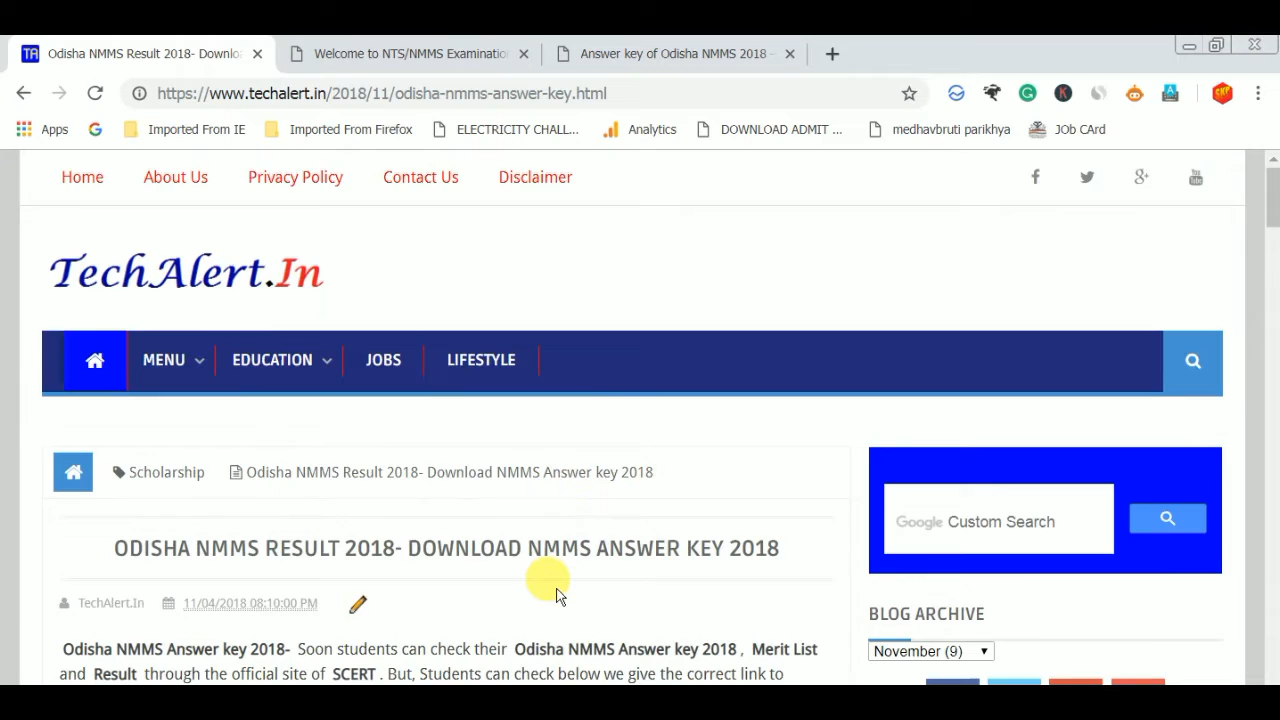 Odisha NMMS Result 2018- Downlo
Welcome to NTS/NMMS Examinatio
Answer key of Odisha NMMS 2018 -
https://www.techalert.in/2018/11/odisha-nmms-answer-key.html
Apps
Imported From IE
Imported From Firefox
ELECTRICITY CHALL...
Analytics
DOWNLOAD ADMIT ...
medhavbruti parikhya
JOb CArd
Home
About Us
Privacy Policy
Contact Us
Disclaimer
TechAlert.In
MENU
EDUCATION
JOBS
LIFESTYLE
Scholarship
Odisha NMMS Result 2018- Download NMMS Answer key 2018
Google Custom Search
ODISHA NMMS RESULT 2018- DOWNLOAD NMMS ANSWER KEY 2018
TechAlert.In
11/04/2018 08:10:00 PM
BLOG ARCHIVE
November (9)
Odisha NMMS Answer key 2018- Soon students can check their Odisha NMMS Answer key 2018 , Merit List
and Result through the official site of SCERT . But, Students can check below we give the correct link to